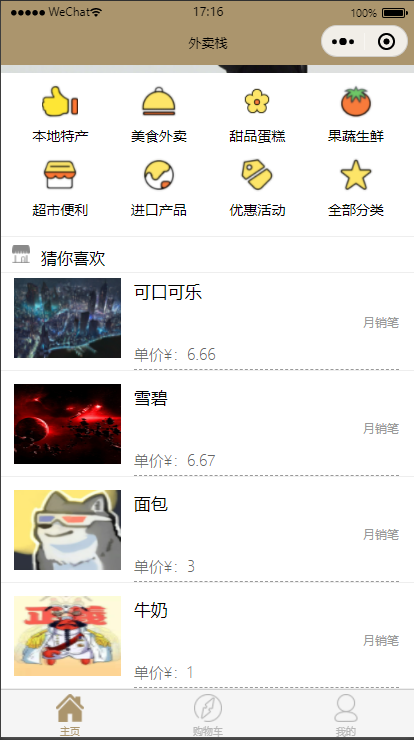 ●●●●● WeChat 17:16 100%
外卖栈
本地特产 美食外卖 甜品蛋糕 果蔬生鲜
超市便利 进口产品 优惠活动 全部分类
猜你喜欢
可口可乐
月销笔
单价¥：6.66
雪碧
月销笔
单价¥：6.67
面包
月销笔
单价¥：3
牛奶
月销笔
单价¥：1
主页 购物车 我的